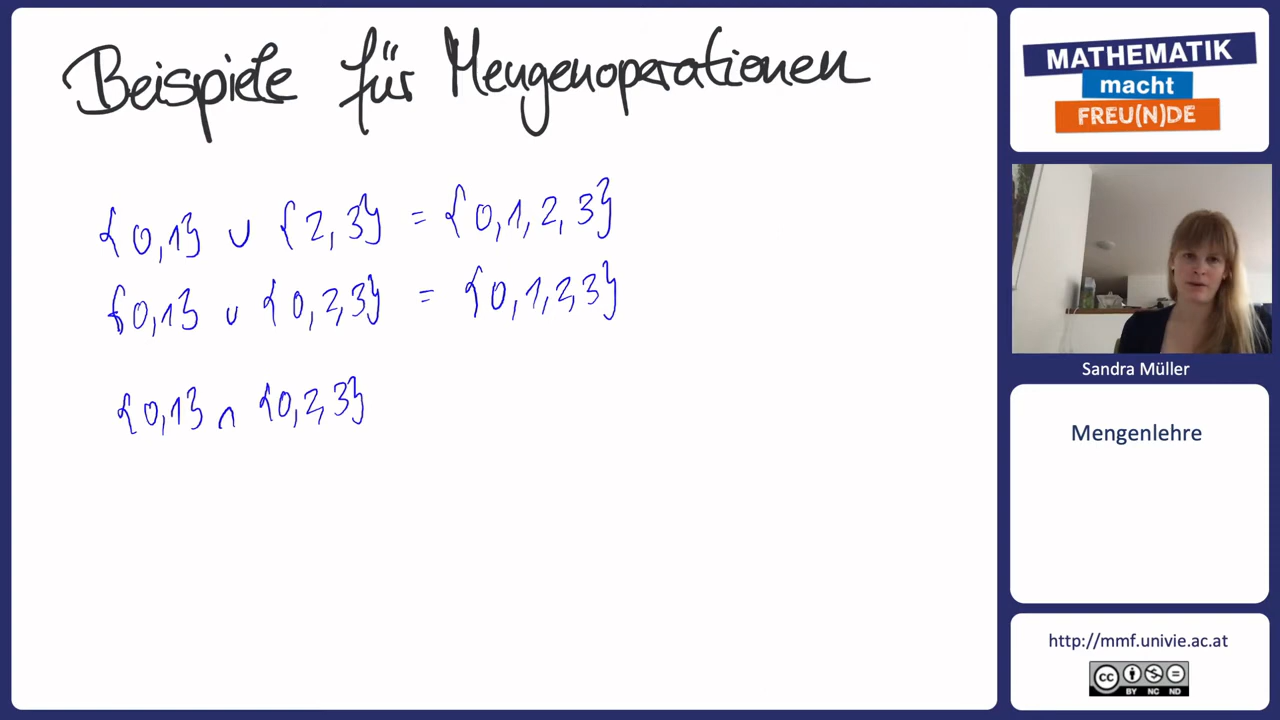 Beispiele für Mengenoperationen
{0,1} ∪ {2,3} = {0,1,2,3}
{0,1} ∪ {0,2,3} = {0,1,2,3}
{0,1} ∩ {0,2,3}
MATHEMATIK
macht
FREU(N)DE
Sandra Müller
Mengenlehre
http://mmf.univie.ac.at
cc
BY NC ND